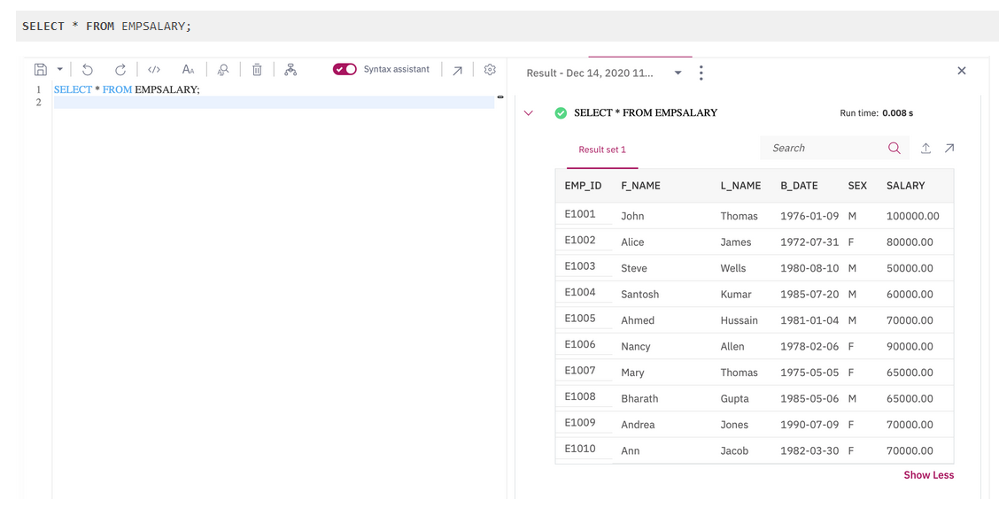 SELECT * FROM EMPSALARY;
Syntax assistant
1 SELECT * FROM EMPSALARY;
2
Result - Dec 14, 2020 11...
SELECT * FROM EMPSALARY Run time: 0.008 s
Result set 1 Search
EMP_ID F_NAME L_NAME B_DATE SEX SALARY
E1001 John Thomas 1976-01-09 M 100000.00
E1002 Alice James 1972-07-31 F 80000.00
E1003 Steve Wells 1980-08-10 M 50000.00
E1004 Santosh Kumar 1985-07-20 M 60000.00
E1005 Ahmed Hussain 1981-01-04 M 70000.00
E1006 Nancy Allen 1978-02-06 F 90000.00
E1007 Mary Thomas 1975-05-05 F 65000.00
E1008 Bharath Gupta 1985-05-06 M 65000.00
E1009 Andrea Jones 1990-07-09 F 70000.00
E1010 Ann Jacob 1982-03-30 F 70000.00
Show Less